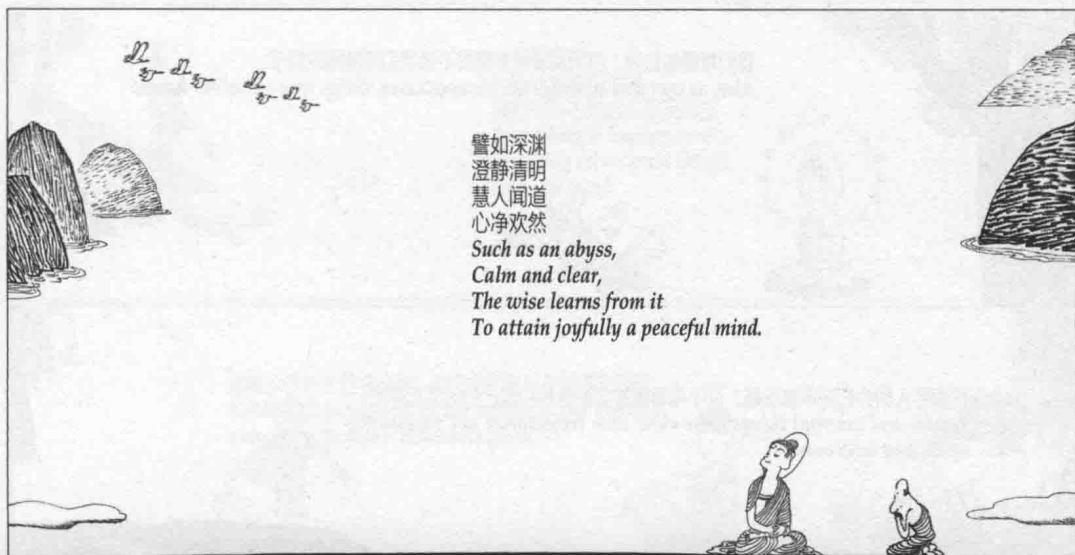 譬如深渊
澄静清明
慧人闻道
心净欢然
Such as an abyss,
Calm and clear,
The wise learns from it
To attain joyfully a peaceful mind.